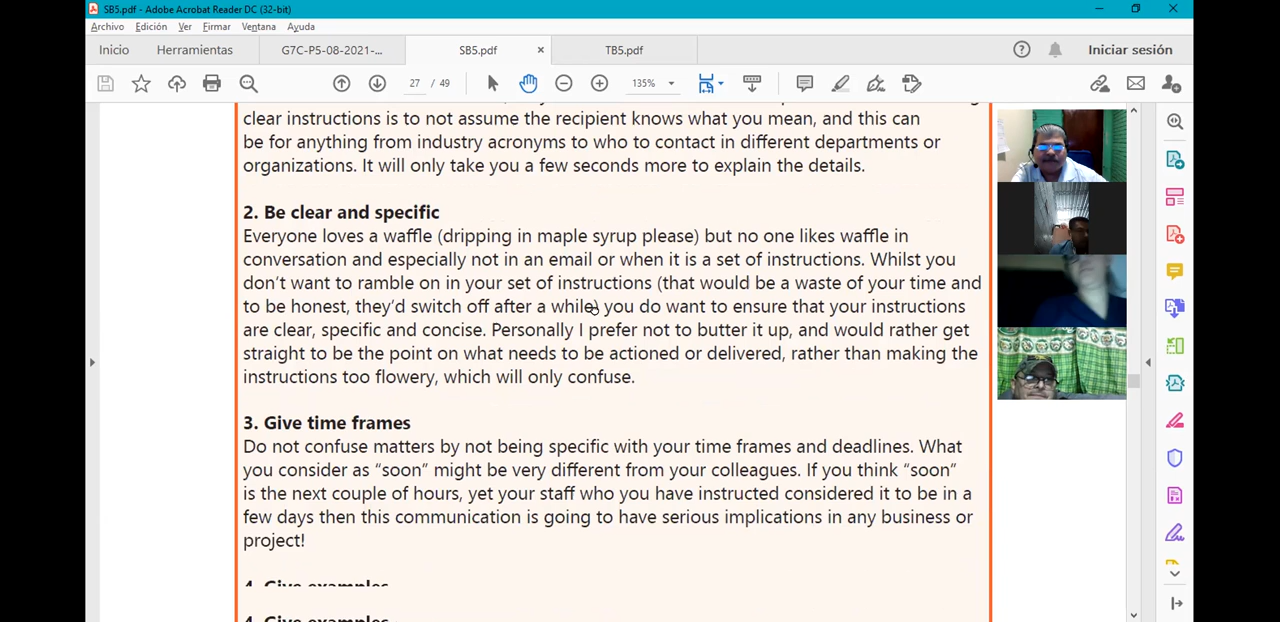 SB5.pdf - Adobe Acrobat Reader DC (32-bit)
Archivo Edición Ver Firmar Ventana Ayuda
Inicio Herramientas G7C-P5-08-2021-... SB5.pdf × TB5.pdf Iniciar sesión
27 / 49 135%
clear instructions is to not assume the recipient knows what you mean, and this can
be for anything from industry acronyms to who to contact in different departments or
organizations. It will only take you a few seconds more to explain the details.
2. Be clear and specific
Everyone loves a waffle (dripping in maple syrup please) but no one likes waffle in
conversation and especially not in an email or when it is a set of instructions. Whilst you
don't want to ramble on in your set of instructions (that would be a waste of your time and
to be honest, they'd switch off after a while) you do want to ensure that your instructions
are clear, specific and concise. Personally I prefer not to butter it up, and would rather get
straight to be the point on what needs to be actioned or delivered, rather than making the
instructions too flowery, which will only confuse.
3. Give time frames
Do not confuse matters by not being specific with your time frames and deadlines. What
you consider as “soon” might be very different from your colleagues. If you think “soon”
is the next couple of hours, yet your staff who you have instructed considered it to be in a
few days then this communication is going to have serious implications in any business or
project!
4. Give examples
4. Give examples